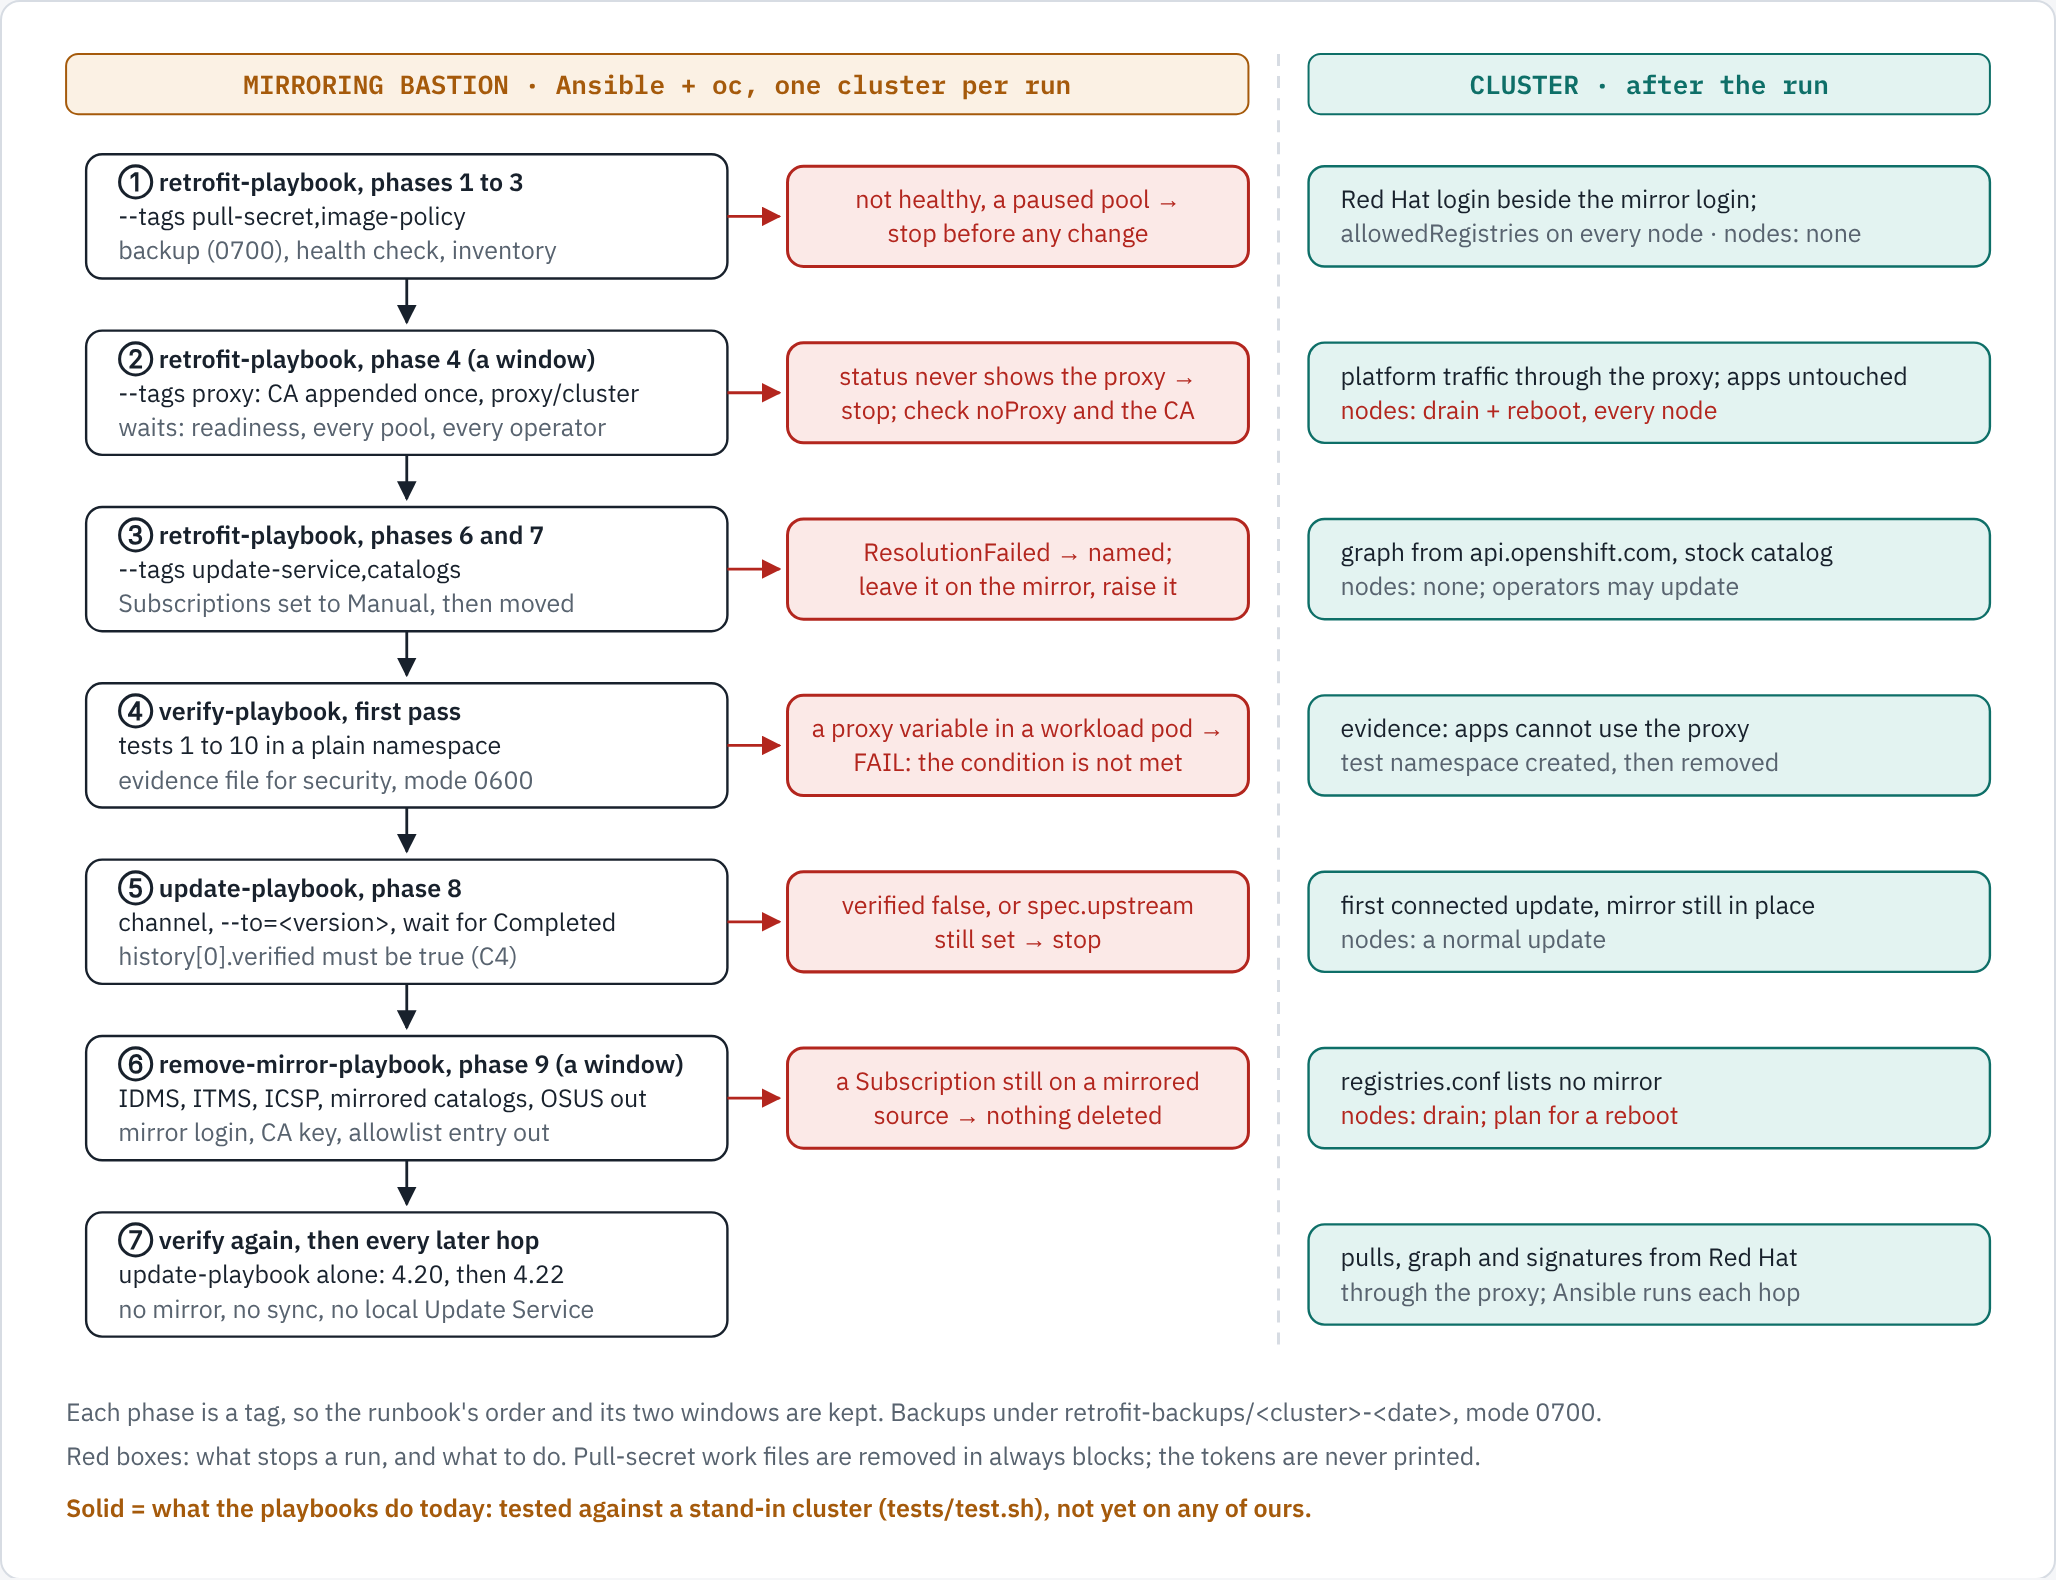 MIRRORING BASTION · Ansible + oc, one cluster per run
CLUSTER · after the run
① retrofit-playbook, phases 1 to 3
--tags pull-secret,image-policy
backup (0700), health check, inventory
not healthy, a paused pool →
stop before any change
Red Hat login beside the mirror login;
allowedRegistries on every node · nodes: none
② retrofit-playbook, phase 4 (a window)
--tags proxy: CA appended once, proxy/cluster
waits: readiness, every pool, every operator
status never shows the proxy →
stop; check noProxy and the CA
platform traffic through the proxy; apps untouched
nodes: drain + reboot, every node
③ retrofit-playbook, phases 6 and 7
--tags update-service,catalogs
Subscriptions set to Manual, then moved
ResolutionFailed → named;
leave it on the mirror, raise it
graph from api.openshift.com, stock catalog
nodes: none; operators may update
④ verify-playbook, first pass
tests 1 to 10 in a plain namespace
evidence file for security, mode 0600
a proxy variable in a workload pod →
FAIL: the condition is not met
evidence: apps cannot use the proxy
test namespace created, then removed
⑤ update-playbook, phase 8
channel, --to=<version>, wait for Completed
history[0].verified must be true (C4)
verified false, or spec.upstream
still set → stop
first connected update, mirror still in place
nodes: a normal update
⑥ remove-mirror-playbook, phase 9 (a window)
IDMS, ITMS, ICSP, mirrored catalogs, OSUS out
mirror login, CA key, allowlist entry out
a Subscription still on a mirrored
source → nothing deleted
registries.conf lists no mirror
nodes: drain; plan for a reboot
⑦ verify again, then every later hop
update-playbook alone: 4.20, then 4.22
no mirror, no sync, no local Update Service
pulls, graph and signatures from Red Hat
through the proxy; Ansible runs each hop
Each phase is a tag, so the runbook's order and its two windows are kept. Backups under retrofit-backups/<cluster>-<date>, mode 0700.
Red boxes: what stops a run, and what to do. Pull-secret work files are removed in always blocks; the tokens are never printed.
Solid = what the playbooks do today: tested against a stand-in cluster (tests/test.sh), not yet on any of ours.